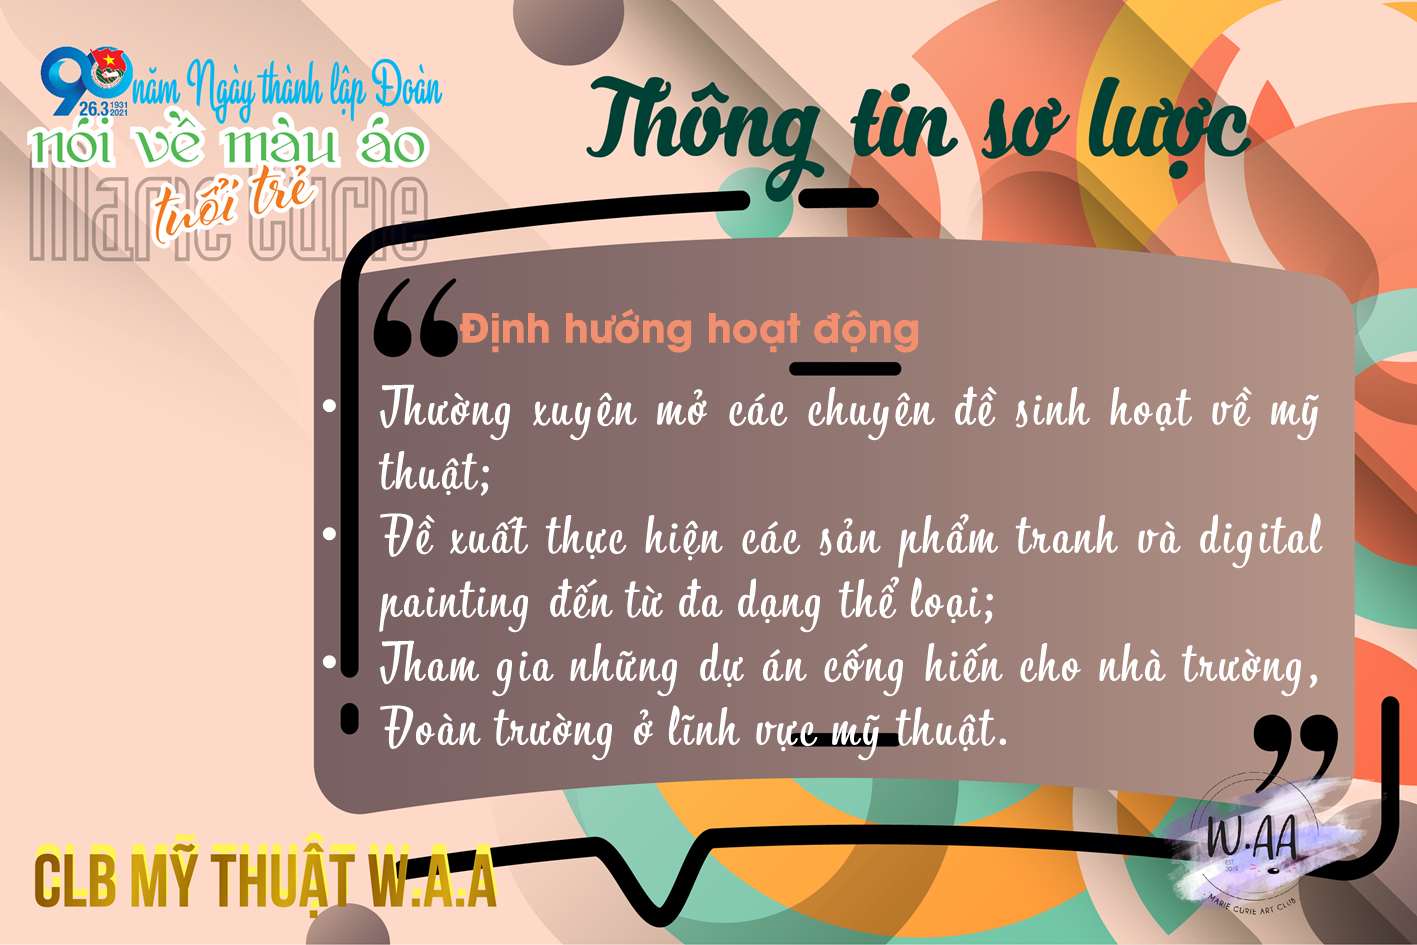 90 năm Ngày thành lập Đoàn
26.3 1931 2021
nói về màu áo
tuổi trẻ
Marie Curie
Thông tin sơ lược
“Định hướng hoạt động
• Thường xuyên mở các chuyên đề sinh hoạt về mỹ
thuật;
• Đề xuất thực hiện các sản phẩm tranh và digital
painting đến từ đa dạng thể loại;
• Tham gia những dự án cống hiến cho nhà trường,
Đoàn trường ở lĩnh vực mỹ thuật.
”
CLB MỸ THUẬT W.A.A
W.AA
EST.
2019
MARIE CURIE ART CLUB